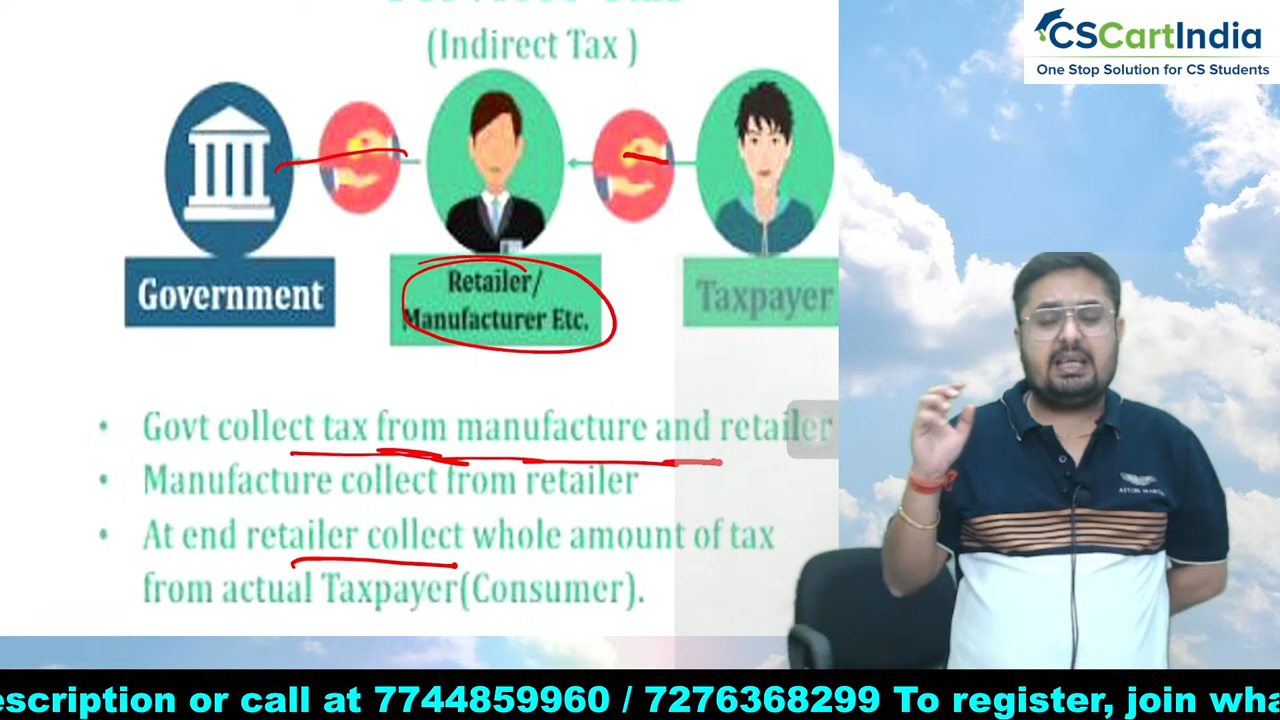 (Indirect Tax )
CSCartIndia
One Stop Solution for CS Students
Government
Retailer/
Manufacturer Etc.
Taxpayer
• Govt collect tax from manufacture and retailer
• Manufacture collect from retailer
• At end retailer collect whole amount of tax
from actual Taxpayer(Consumer).
ASTON MARTIN
escription or call at 7744859960 / 7276368299 To register, join wha